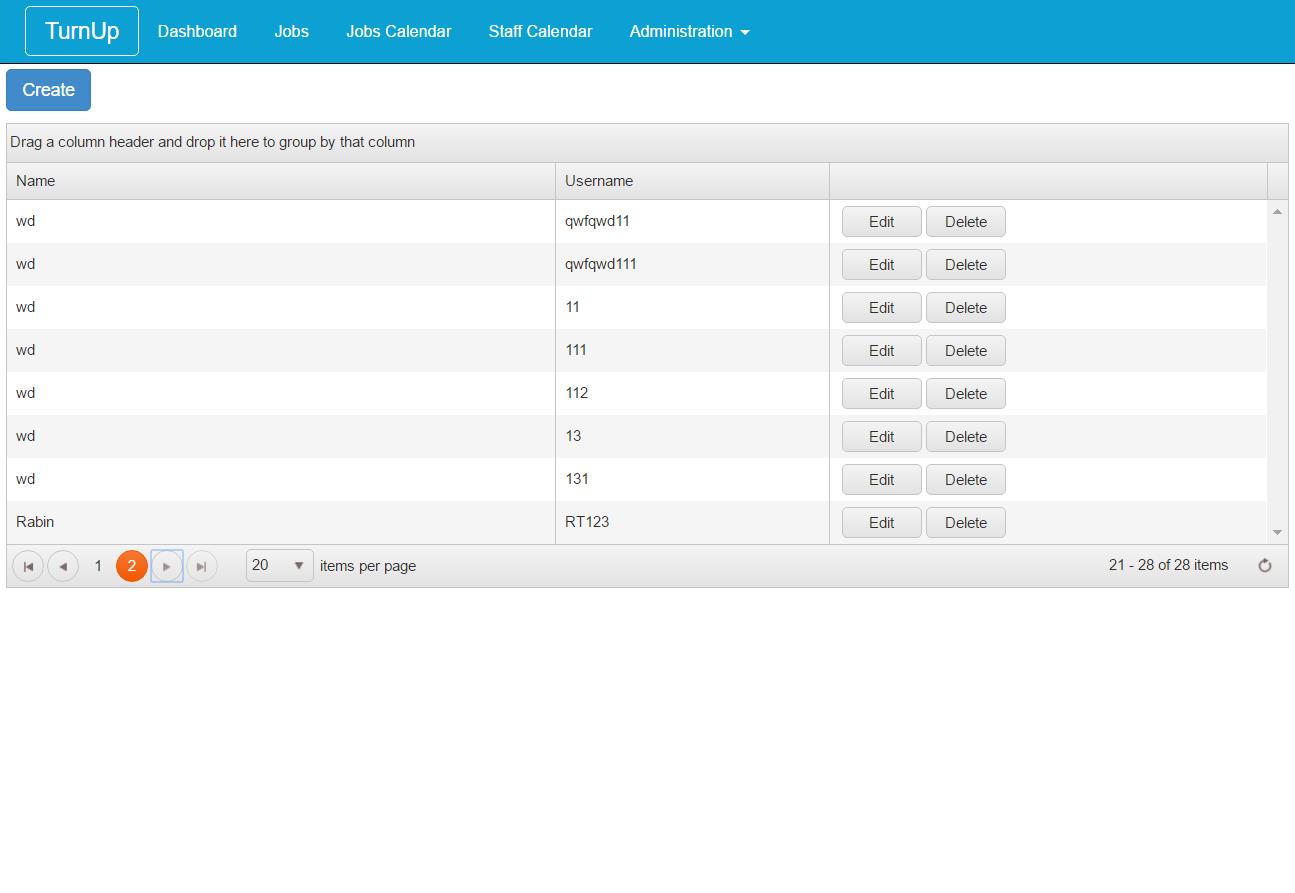 TurnUp Dashboard Jobs Jobs Calendar Staff Calendar Administration
Create
Drag a column header and drop it here to group by that column
Name Username
wd qwfqwd11 Edit Delete
wd qwfqwd111 Edit Delete
wd 11 Edit Delete
wd 111 Edit Delete
wd 112 Edit Delete
wd 13 Edit Delete
wd 131 Edit Delete
Rabin RT123 Edit Delete
1 2 20 items per page 21 - 28 of 28 items